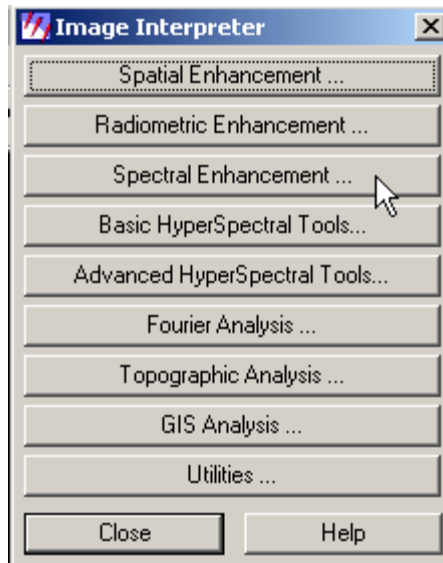 Image Interpreter
Spatial Enhancement ...
Radiometric Enhancement ...
Spectral Enhancement ...
Basic HyperSpectral Tools...
Advanced HyperSpectral Tools...
Fourier Analysis ...
Topographic Analysis ...
GIS Analysis ...
Utilities ...
Close Help